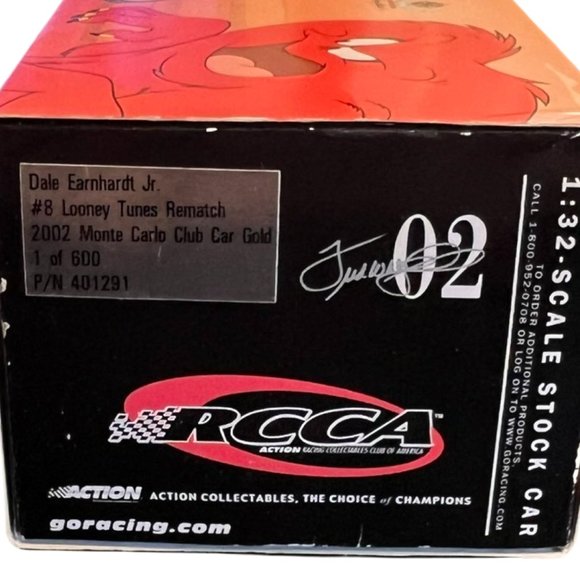 Dale Earnhardt Jr.
#8 Looney Tunes Rematch
2002 Monte Carlo Club Car Gold
1 of 600
P/N 401291
02
RCCA™
ACTION RACING COLLECTABLES CLUB OF AMERICA
ACTION ACTION COLLECTABLES, THE CHOICE of CHAMPIONS
goracing.com
1:32-SCALE STOCK CAR
TO ORDER ADDITIONAL PRODUCTS
CALL 1-800-952-0708 OR LOG ON TO WWW.GORACING.COM